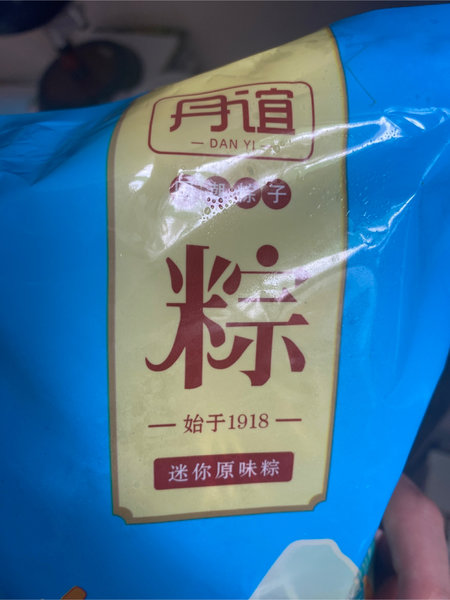 丹谊
DAN YI
粽子
粽
始于1918
迷你原味粽